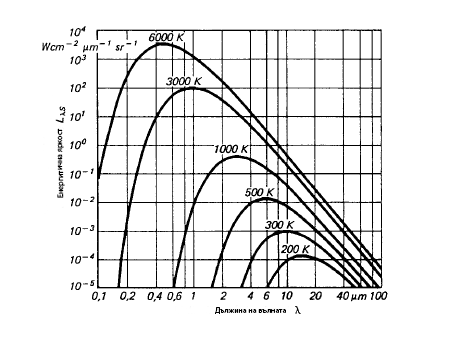 10⁴
Wcm⁻² µm⁻¹ sr⁻¹
10³
10²
10¹
10⁰
10⁻¹
10⁻²
10⁻³
10⁻⁴
10⁻⁵
Енергетична яркост L λ,S
6000 K
3000 K
1000 K
500 K
300 K
200 K
0,1 0,2 0,4 0,6 1 2 4 6 10 20 40 µm 100
Дължина на вълната λ